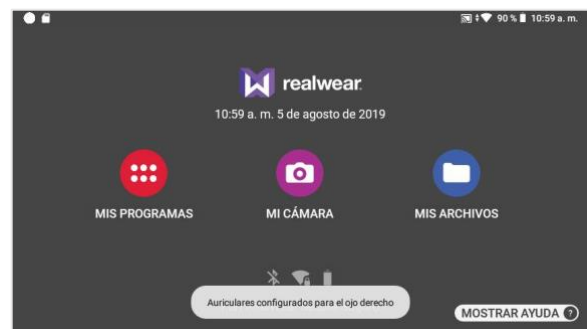 90 % 10:59 a. m.
realwear
10:59 a. m. 5 de agosto de 2019
MIS PROGRAMAS MI CÁMARA MIS ARCHIVOS
Auriculares configurados para el ojo derecho
MOSTRAR AYUDA ?